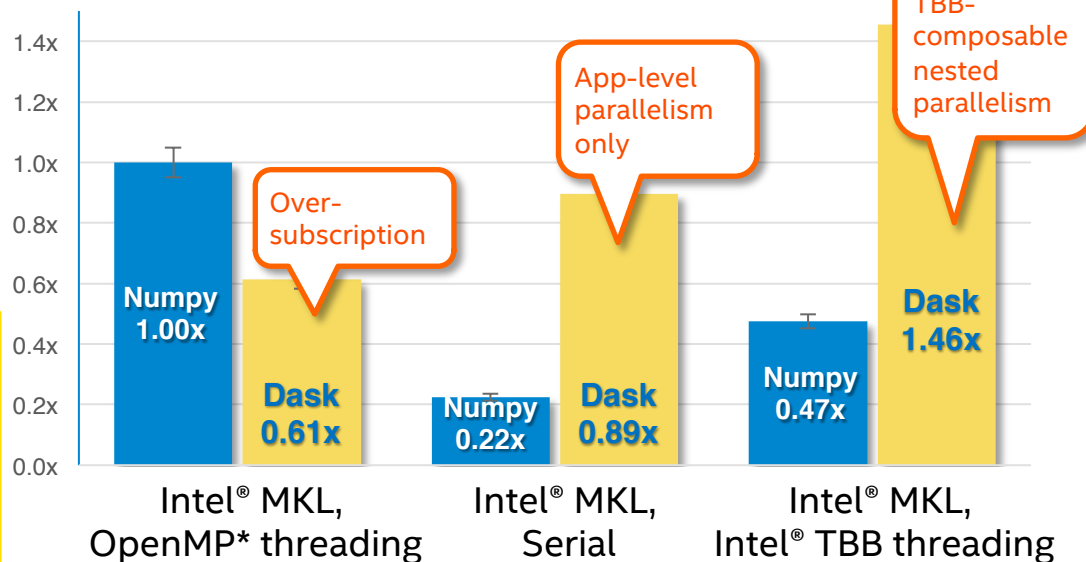 TBB-
composable
nested
parallelism
1.4x
App-level
parallelism
only
1.2x
1.0x
Over-
subscription
0.8x
0.6x
Numpy
1.00x
Dask
1.46x
0.4x
Numpy
0.47x
Dask
0.61x
Numpy
0.22x
Dask
0.89x
0.2x
0.0x
Intel® MKL,
OpenMP* threading
Intel® MKL,
Serial
Intel® MKL,
Intel® TBB threading